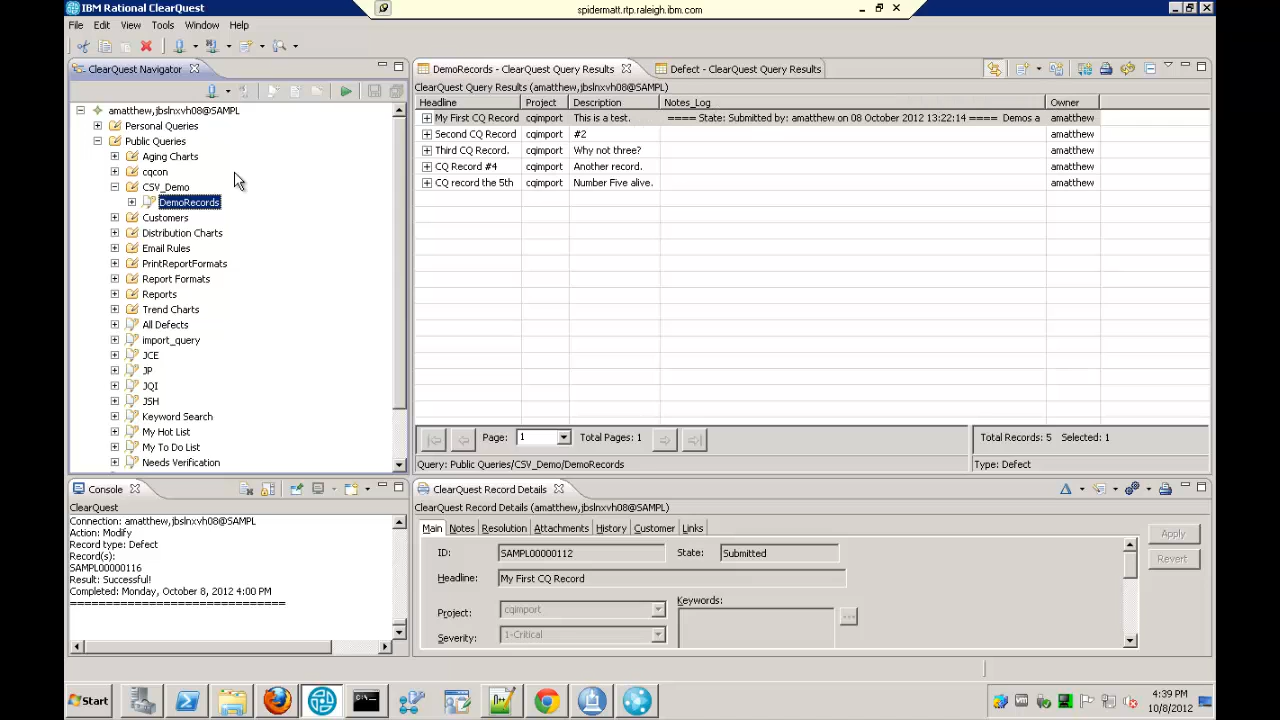 IBM Rational ClearQuest
spidermatt.rtp.raleigh.ibm.com
File Edit View Tools Window Help
ClearQuest Navigator
amatthew,jbslnxvh08@SAMPL
Personal Queries
Public Queries
Aging Charts
cqcon
CSV_Demo
DemoRecords
Customers
Distribution Charts
Email Rules
PrintReportFormats
Report Formats
Reports
Trend Charts
All Defects
import_query
JCE
JP
JQI
JSH
Keyword Search
My Hot List
My To Do List
Needs Verification
DemoRecords - ClearQuest Query Results
Defect - ClearQuest Query Results
ClearQuest Query Results (amatthew,jbslnxvh08@SAMPL)
Headline Project Description Notes_Log Owner
My First CQ Record cqimport This is a test. ==== State: Submitted by: amatthew on 08 October 2012 13:22:14 ==== Demos a amatthew
Second CQ Record cqimport #2 amatthew
Third CQ Record. cqimport Why not three? amatthew
CQ Record #4 cqimport Another record. amatthew
CQ record the 5th cqimport Number Five alive. amatthew
Page: 1 Total Pages: 1
Total Records: 5 Selected: 1
Query: Public Queries/CSV_Demo/DemoRecords
Type: Defect
Console
ClearQuest
Connection: amatthew,jbslnxvh08@SAMPL
Action: Modify
Record type: Defect
Record(s):
SAMPL00000116
Result: Successful!
Completed: Monday, October 8, 2012 4:00 PM
==============================
ClearQuest Record Details
ClearQuest Record Details (amatthew,jbslnxvh08@SAMPL)
Main Notes Resolution Attachments History Customer Links
Apply
Revert
ID: SAMPL00000112 State: Submitted
Headline: My First CQ Record
Project: cqimport Keywords:
Severity: 1-Critical
Start
4:39 PM
10/8/2012